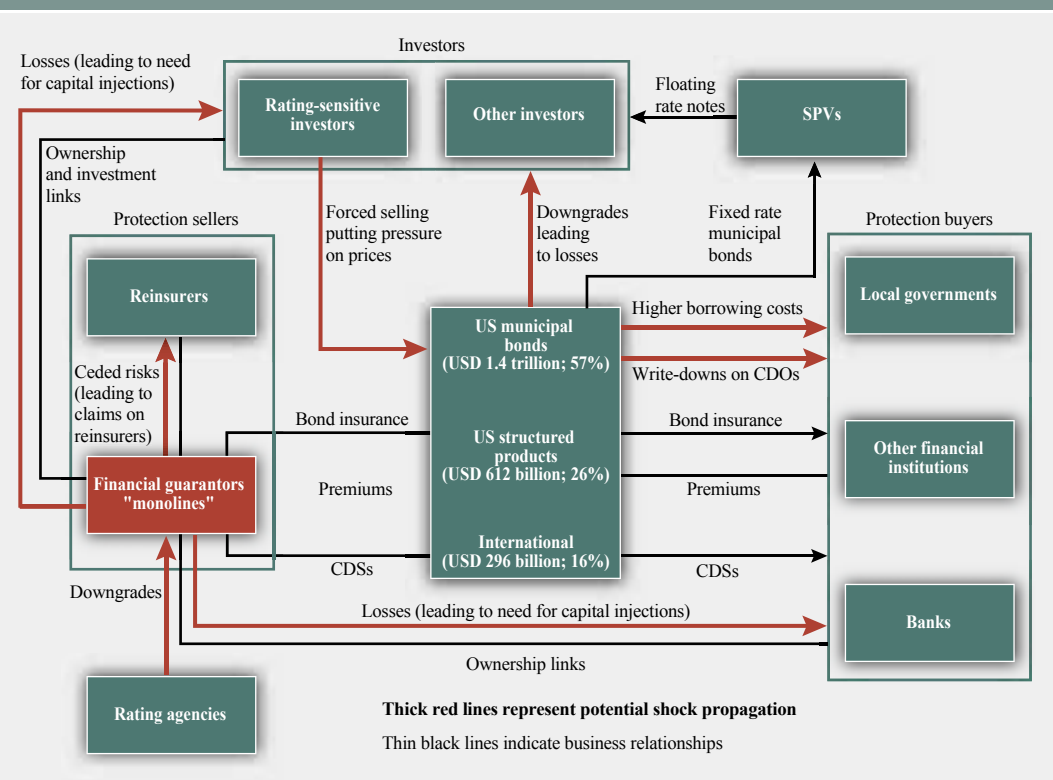 Investors
Losses (leading to need
for capital injections)
Rating-sensitive
investors
Other investors
Floating
rate notes
SPVs
Ownership
and investment
links
Protection sellers
Forced selling
putting pressure
on prices
Downgrades
leading
to losses
Fixed rate
municipal
bonds
Protection buyers
Reinsurers
Local governments
Higher borrowing costs
US municipal
bonds
(USD 1.4 trillion; 57%)
Write-downs on CDOs
Ceded risks
(leading to
claims on
reinsurers)
Bond insurance
Bond insurance
US structured
products
(USD 612 billion; 26%)
Other financial
institutions
Financial guarantors
"monolines"
Premiums
Premiums
International
(USD 296 billion; 16%)
CDSs
CDSs
Downgrades
Losses (leading to need for capital injections)
Banks
Ownership links
Rating agencies
Thick red lines represent potential shock propagation
Thin black lines indicate business relationships